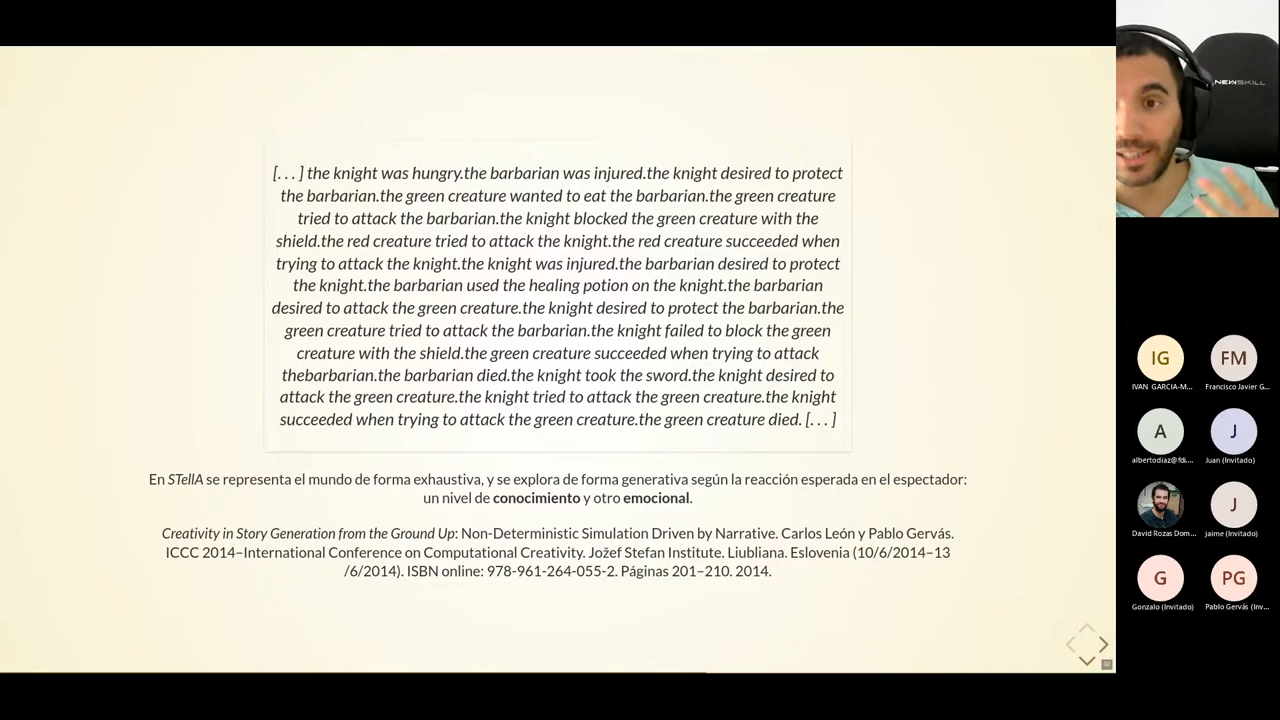 [. . . ] the knight was hungry.the barbarian was injured.the knight desired to protect
the barbarian.the green creature wanted to eat the barbarian.the green creature
tried to attack the barbarian.the knight blocked the green creature with the
shield.the red creature tried to attack the knight.the red creature succeeded when
trying to attack the knight.the knight was injured.the barbarian desired to protect
the knight.the barbarian used the healing potion on the knight.the barbarian
desired to attack the green creature.the knight desired to protect the barbarian.the
green creature tried to attack the barbarian.the knight failed to block the green
creature with the shield.the green creature succeeded when trying to attack
thebarbarian.the barbarian died.the knight took the sword.the knight desired to
attack the green creature.the knight tried to attack the green creature.the knight
succeeded when trying to attack the green creature.the green creature died. [. . . ]
En STellA se representa el mundo de forma exhaustiva, y se explora de forma generativa según la reacción esperada en el espectador:
un nivel de conocimiento y otro emocional.
Creativity in Story Generation from the Ground Up: Non-Deterministic Simulation Driven by Narrative. Carlos León y Pablo Gervás.
ICCC 2014–International Conference on Computational Creativity. Jožef Stefan Institute. Liubliana. Eslovenia (10/6/2014–13
/6/2014). ISBN online: 978-961-264-055-2. Páginas 201–210. 2014.
32
NEWSKILL
IG
FM
IVAN GARCIA-M...
Francisco Javier G...
A
J
albertodiaz@fdi....
Juan (Invitado)
J
David Rozas Dom...
jaime (Invitado)
G
PG
Gonzalo (Invitado)
Pablo Gervás (Inv...